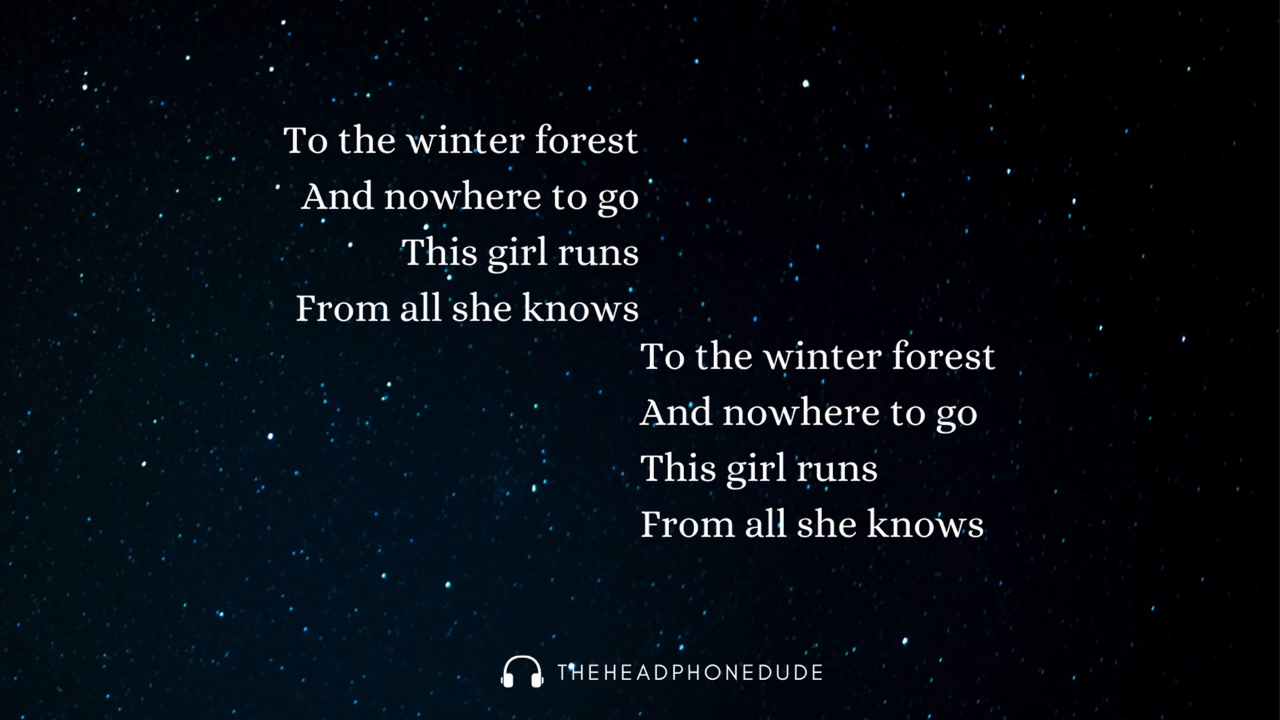 To the winter forest
And nowhere to go
This girl runs
From all she knows
To the winter forest
And nowhere to go
This girl runs
From all she knows
THEHEADPHONEDUDE